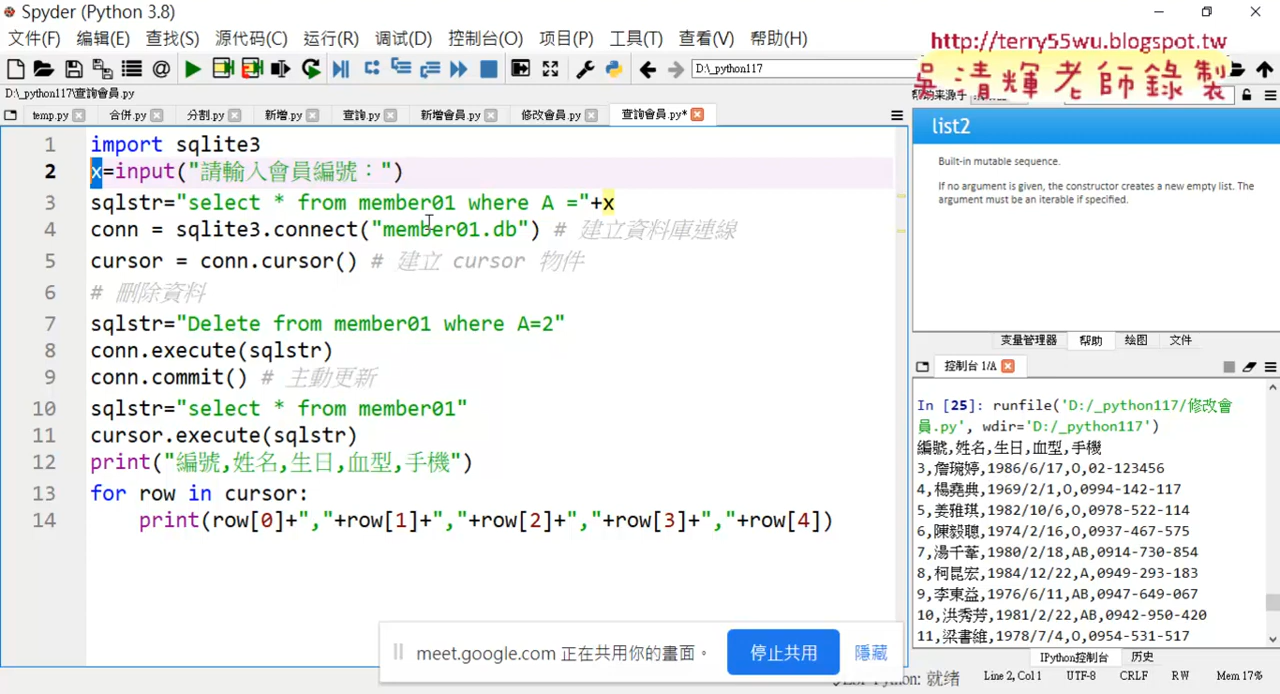 Spyder (Python 3.8)
文件(F) 编辑(E) 查找(S) 源代码(C) 运行(R) 调试(D) 控制台(O) 项目(P) 工具(T) 查看(V) 帮助(H)
http://terry55wu.blogspot.tw
吳清輝老師錄製
D:\_python117
D:\_python117\查詢會員.py
temp.py 合併.py 分割.py 新增.py 查詢.py 新增會員.py 修改會員.py 查詢會員.py*
1 import sqlite3
2 x=input("請輸入會員編號：")
3 sqlstr="select * from member01 where A ="+x
4 conn = sqlite3.connect("member01.db") # 建立資料庫連線
5 cursor = conn.cursor() # 建立 cursor 物件
6 # 刪除資料
7 sqlstr="Delete from member01 where A=2"
8 conn.execute(sqlstr)
9 conn.commit() # 主動更新
10 sqlstr="select * from member01"
11 cursor.execute(sqlstr)
12 print("編號,姓名,生日,血型,手機")
13 for row in cursor:
14 print(row[0]+","+row[1]+","+row[2]+","+row[3]+","+row[4])
list2
Built-in mutable sequence.
If no argument is given, the constructor creates a new empty list. The
argument must be an iterable if specified.
变量管理器 帮助 绘图 文件
控制台 1/A
In [25]: runfile('D:/_python117/修改會
員.py', wdir='D:/_python117')
編號,姓名,生日,血型,手機
3,詹琬婷,1986/6/17,O,02-123456
4,楊堯典,1969/2/1,O,0994-142-117
5,姜雅琪,1982/10/6,O,0978-522-114
6,陳毅聰,1974/2/16,O,0937-467-575
7,湯千葦,1980/2/18,AB,0914-730-854
8,柯昆宏,1984/12/22,A,0949-293-183
9,李東益,1976/6/11,AB,0947-649-067
10,洪秀芳,1981/2/22,AB,0942-950-420
11,梁書維,1978/7/4,O,0954-531-517
IPython控制台 历史
meet.google.com 正在共用你的畫面。 停止共用 隱藏
Python: 就绪 Line 2, Col 1 UTF-8 CRLF RW Mem 17%